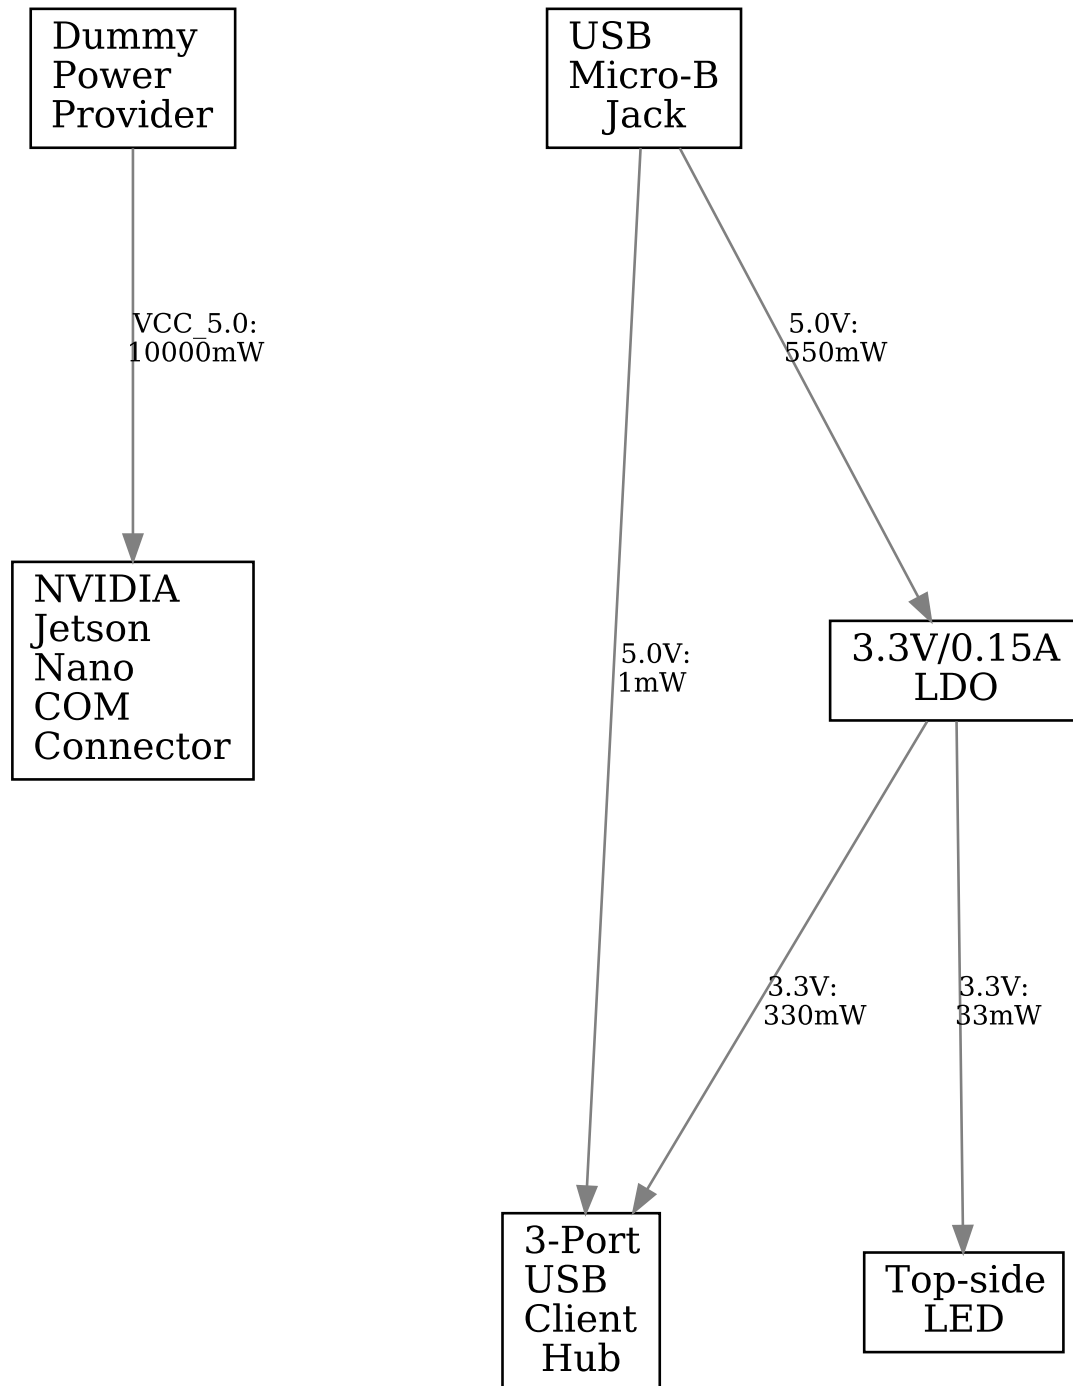 Dummy
Power
Provider
USB
Micro-B
Jack
VCC_5.0:
10000mW
5.0V:
550mW
NVIDIA
Jetson
Nano
COM
Connector
5.0V:
1mW
3.3V/0.15A
LDO
3.3V:
330mW
3.3V:
33mW
3-Port
USB
Client
Hub
Top-side
LED